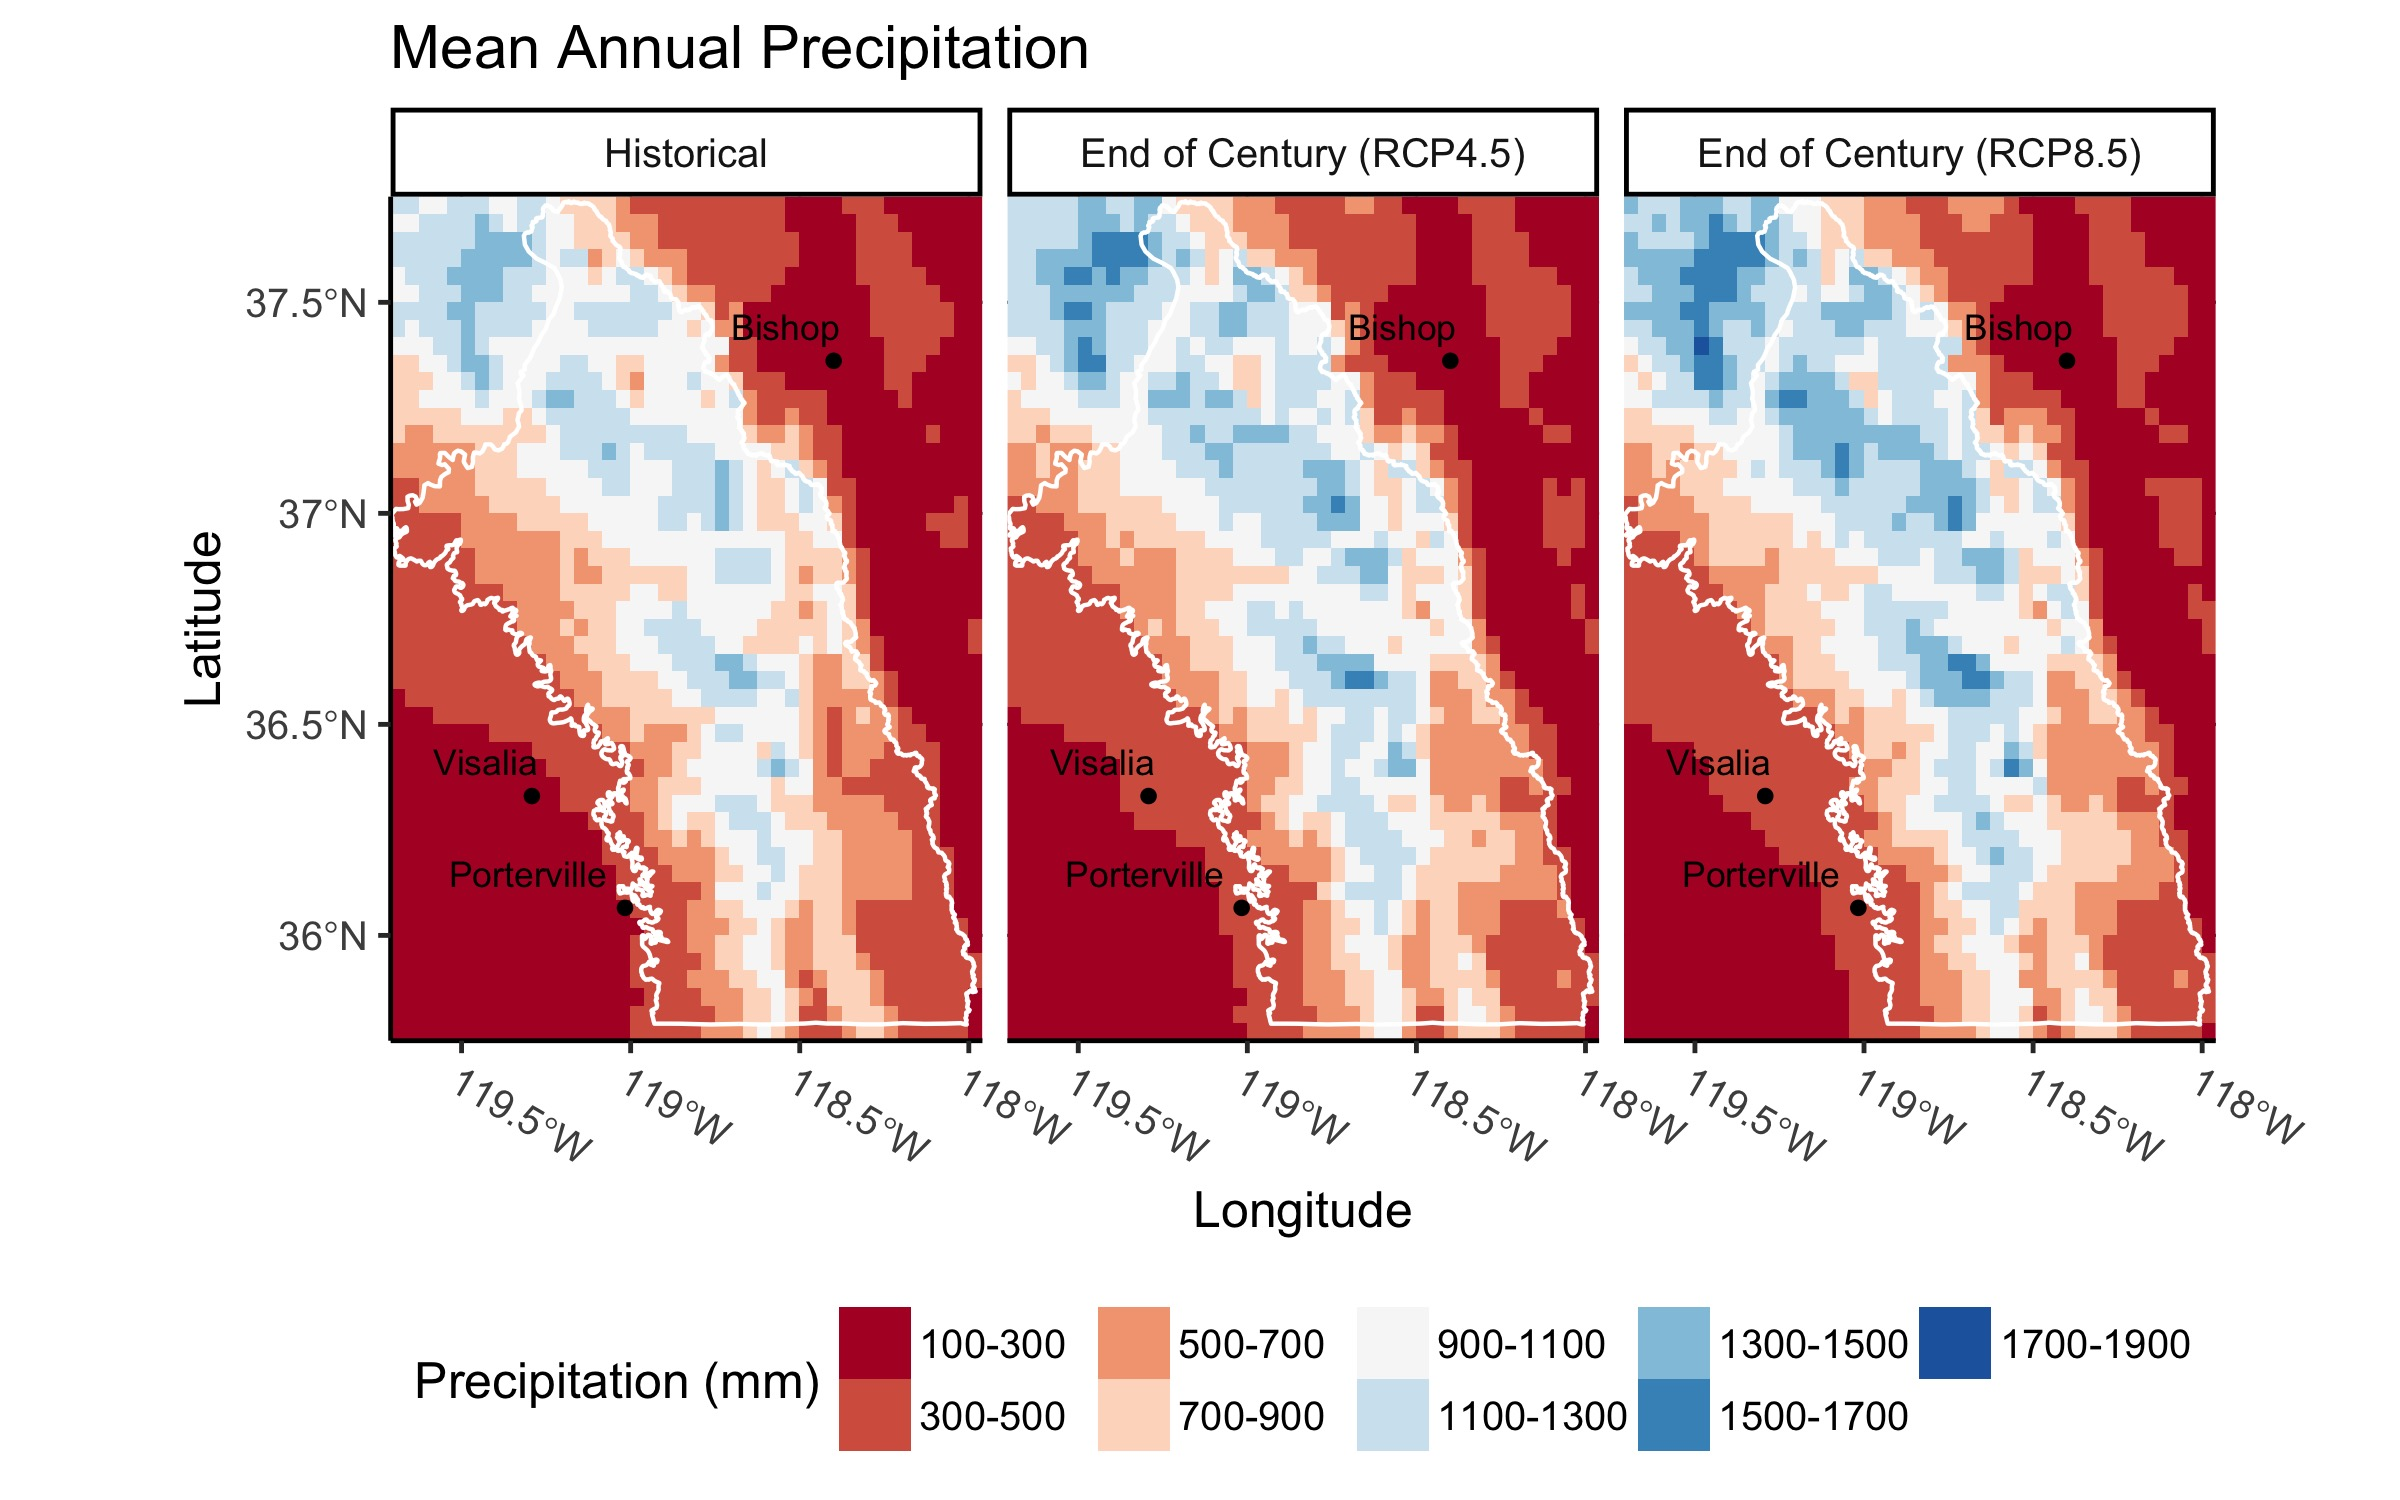 Mean Annual Precipitation
Historical
End of Century (RCP4.5)
End of Century (RCP8.5)
Latitude
37.5°N
37°N
36.5°N
36°N
Bishop
Visalia
Porterville
Bishop
Visalia
Porterville
Bishop
Visalia
Porterville
119.5°W
119°W
118.5°W
118°W
119.5°W
119°W
118.5°W
118°W
119.5°W
119°W
118.5°W
118°W
Longitude
Precipitation (mm)
100-300
300-500
500-700
700-900
900-1100
1100-1300
1300-1500
1500-1700
1700-1900